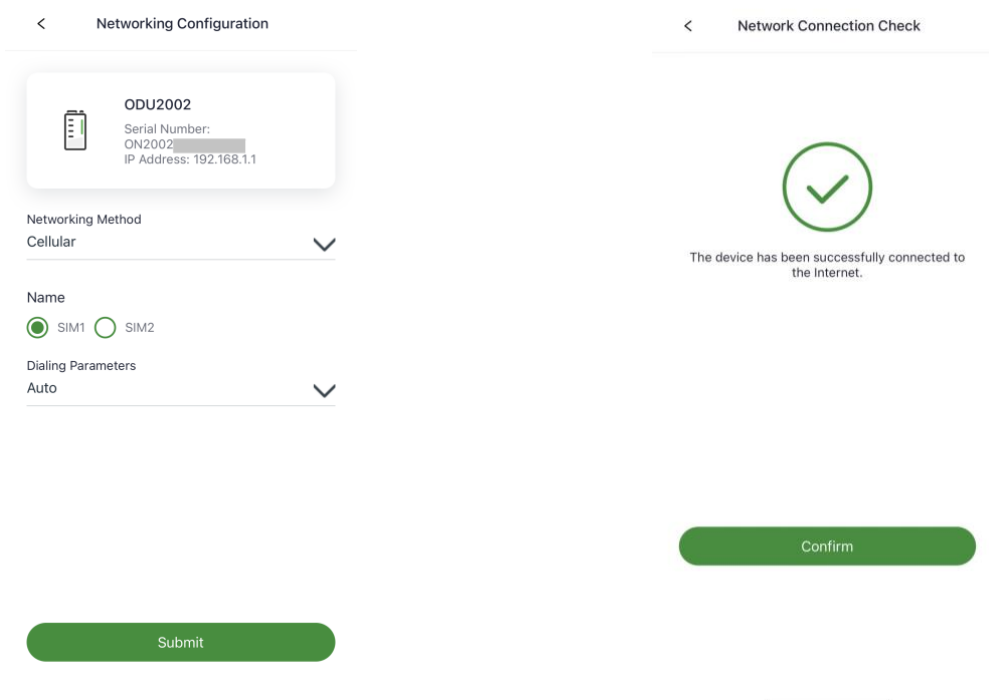 Networking Configuration
ODU2002
Serial Number:
ON2002
IP Address: 192.168.1.1
Networking Method
Cellular
Name
SIM1 SIM2
Dialing Parameters
Auto
Submit
Network Connection Check
The device has been successfully connected to
the Internet.
Confirm